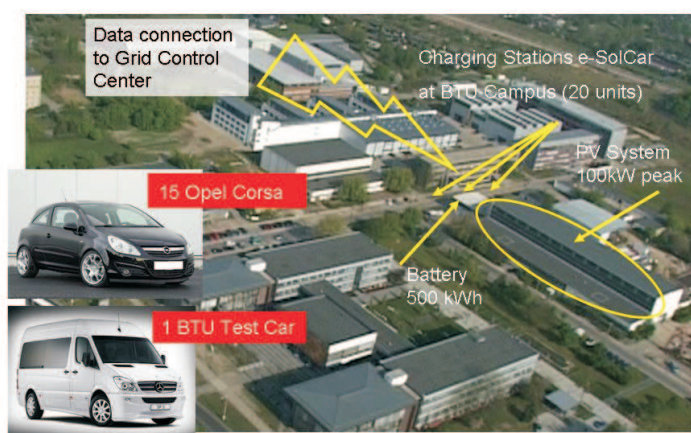 Data connection
to Grid Control
Center
Charging Stations e-SolCar
at BTU-Campus (20 units)
PV System
100kW peak
15 Opel Corsa
Battery
500 kWh
1 BTU Test Car